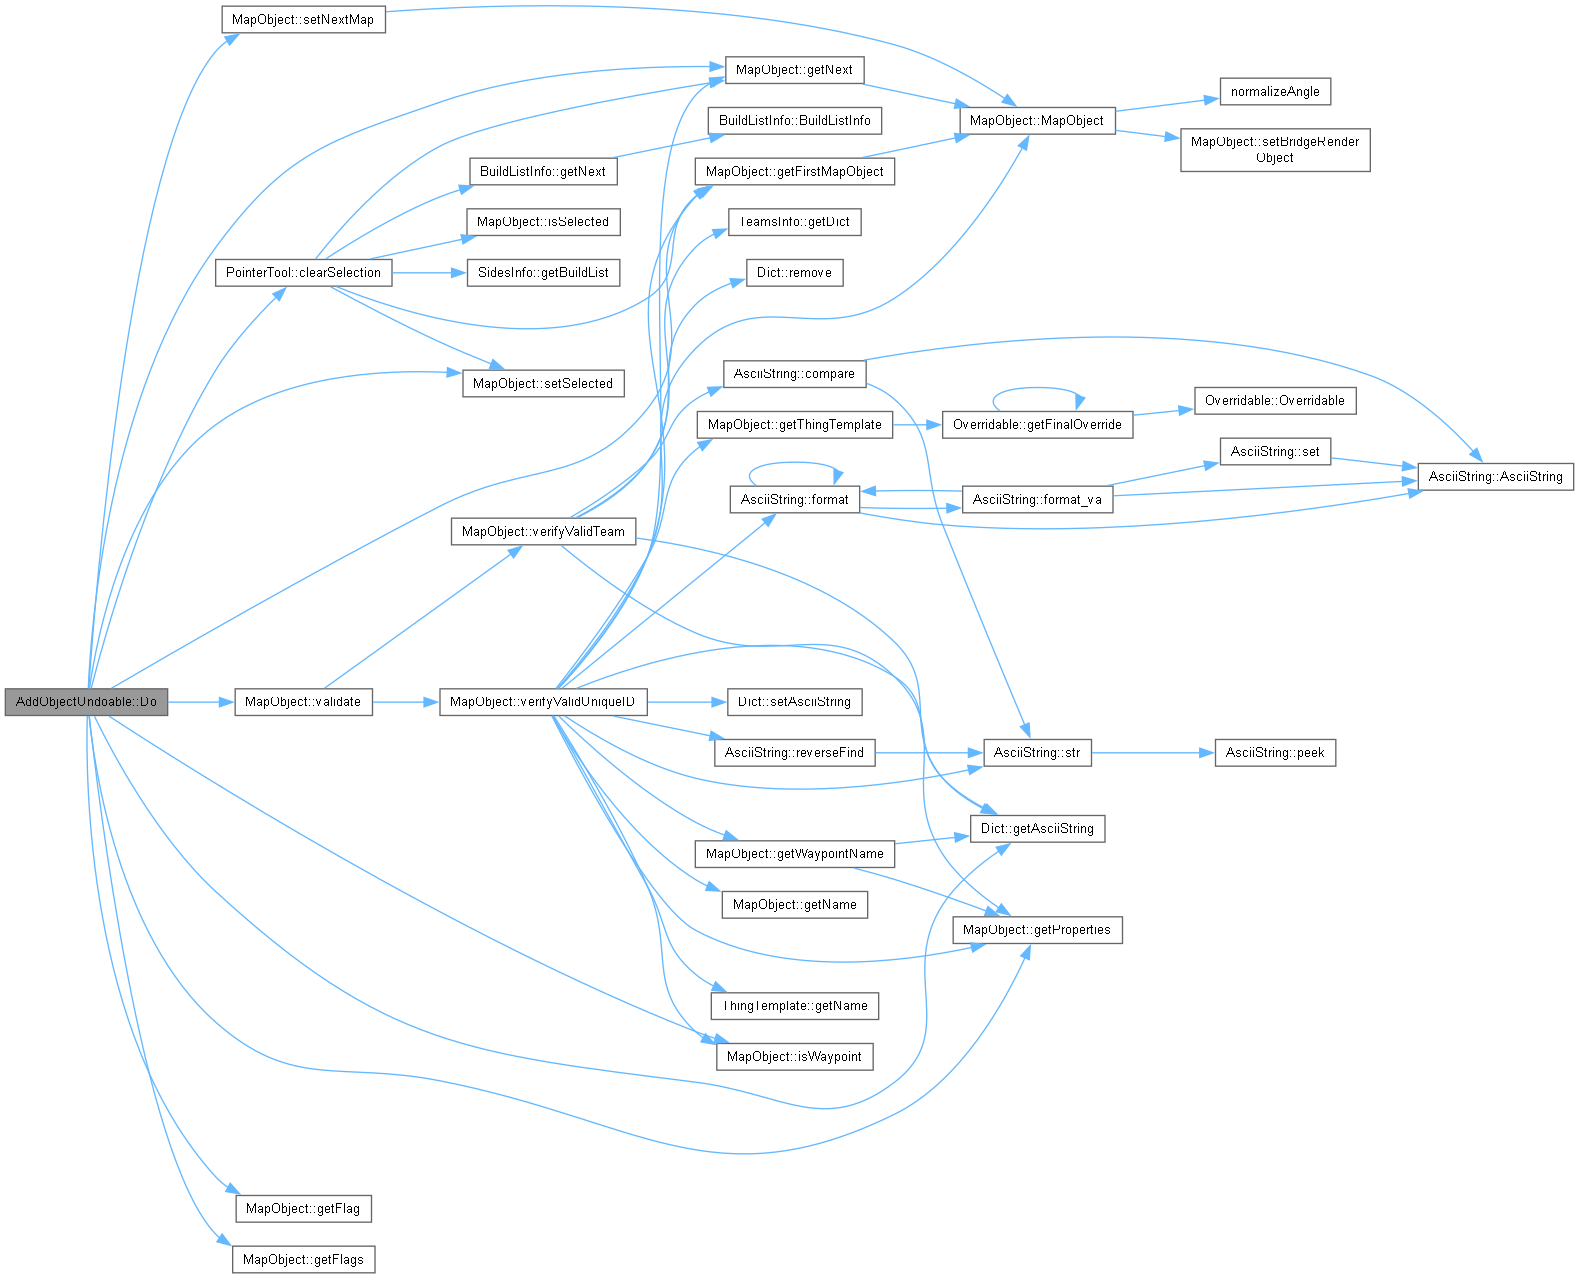 MapObject::setNextMap
MapObject::getNext
normalizeAngle
BuildListInfo::BuildListInfo
MapObject::MapObject
MapObject::setBridgeRender
Object
BuildListInfo::getNext
MapObject::getFirstMapObject
MapObject::isSelected
TeamsInfo::getDict
PointerTool::clearSelection
SidesInfo::getBuildList
Dict::remove
MapObject::setSelected
AsciiString::compare
Overridable::Overridable
MapObject::getThingTemplate
Overridable::getFinalOverride
AsciiString::set
AsciiString::AsciiString
AsciiString::format
AsciiString::format_va
MapObject::verifyValidTeam
AddObjectUndoable::Do
MapObject::validate
MapObject::verifyValidUniqueID
Dict::setAsciiString
AsciiString::reverseFind
AsciiString::str
AsciiString::peek
Dict::getAsciiString
MapObject::getWaypointName
MapObject::getName
MapObject::getProperties
ThingTemplate::getName
MapObject::isWaypoint
MapObject::getFlag
MapObject::getFlags